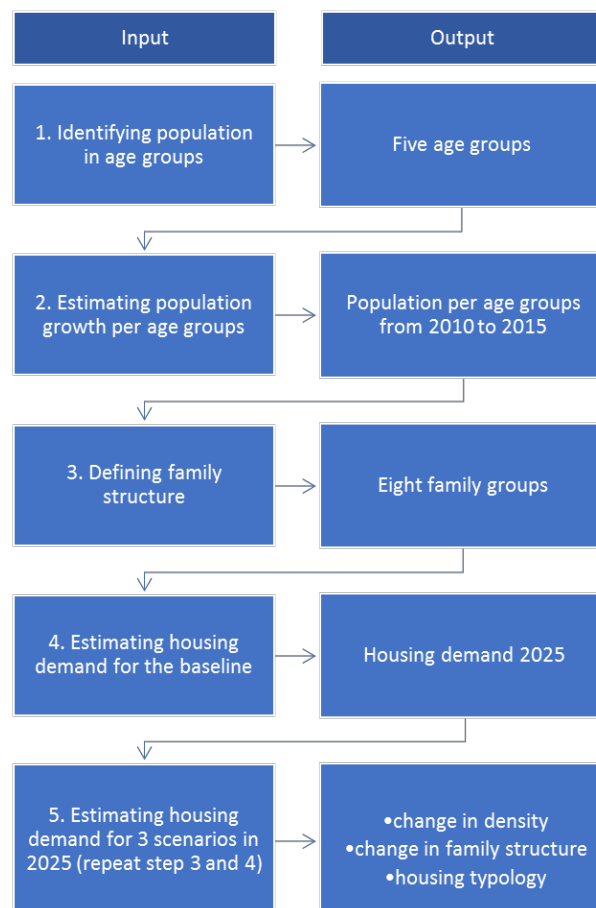 Input
Output
1. Identifying population
in age groups
Five age groups
2. Estimating population
growth per age groups
Population per age groups
from 2010 to 2015
3. Defining family
structure
Eight family groups
4. Estimating housing
demand for the baseline
Housing demand 2025
5. Estimating housing
demand for 3 scenarios in
2025 (repeat step 3 and 4)
•change in density
•change in family structure
•housing typology